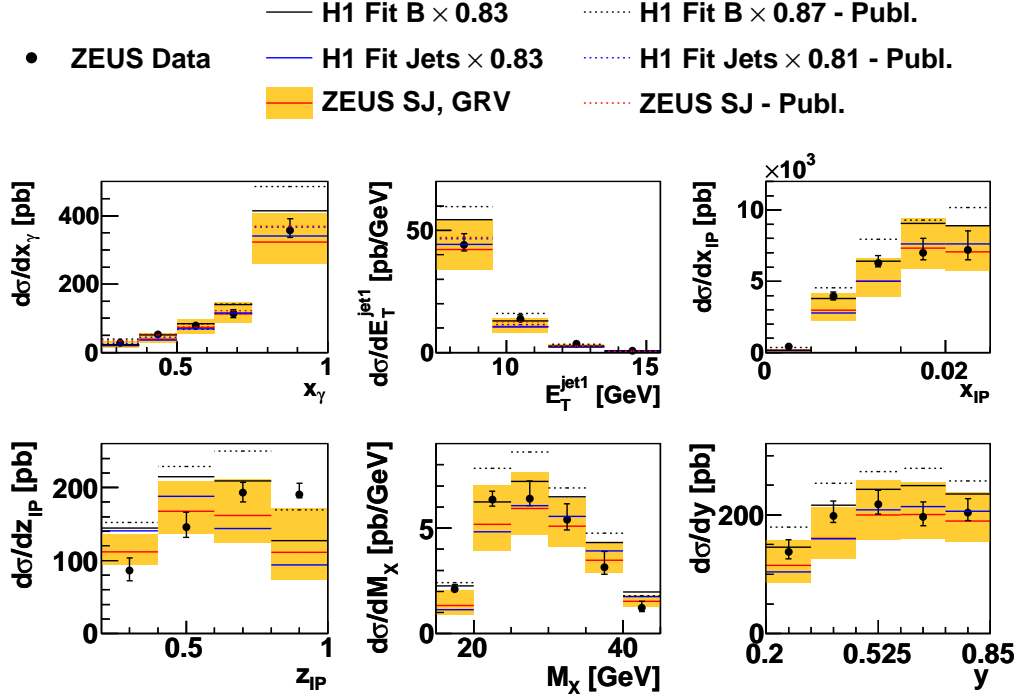 H1 Fit B × 0.83
H1 Fit B × 0.87 - Publ.
ZEUS Data
H1 Fit Jets × 0.83
H1 Fit Jets × 0.81 - Publ.
ZEUS SJ, GRV
ZEUS SJ - Publ.
dσ/dxγ [pb]
400
200
0
0.5
1
xγ
dσ/dE_T^jet1 [pb/GeV]
50
0
10
15
E_T^jet1 [GeV]
×10³
dσ/dx_IP [pb]
10
5
0
0
0.02
x_IP
dσ/dz_IP [pb]
200
100
0
0.5
1
z_IP
dσ/dM_X [pb/GeV]
5
0
20
40
M_X [GeV]
dσ/dy [pb]
200
0
0.2
0.525
0.85
y